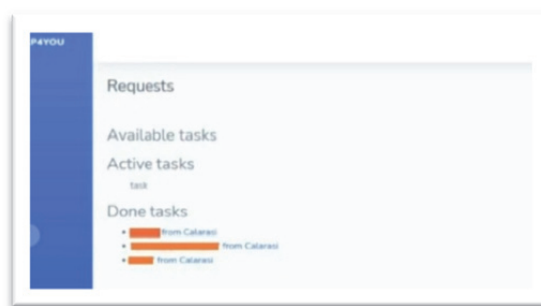 P4YOU
Requests
Available tasks
Active tasks
task
Done tasks
from Calarasi
from Calarasi
from Calarasi